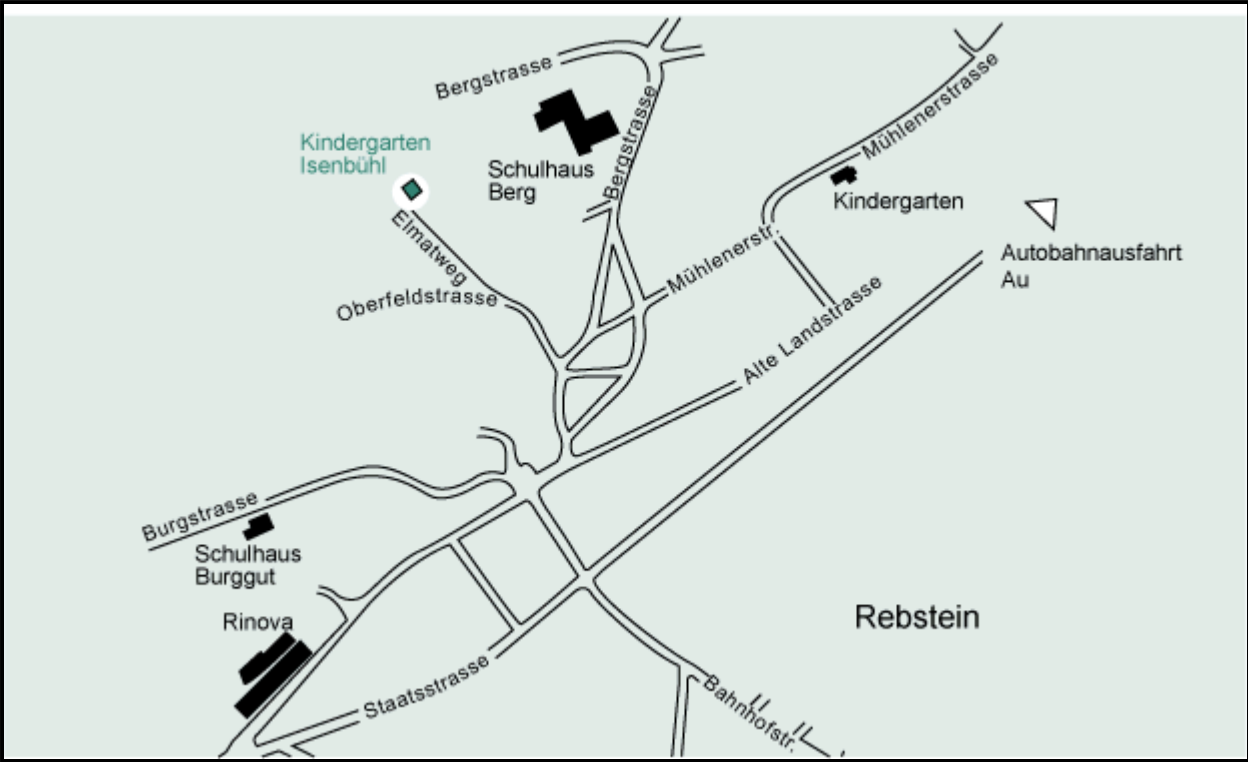 Bergstrasse
Mühlenerstrasse
Bergstrasse
Kindergarten
Isenbühl
Schulhaus
Berg
Kindergarten
Elmatweg
Mühlenerstr.
Autobahnausfahrt
Au
Oberfeldstrasse
Alte Landstrasse
Burgstrasse
Schulhaus
Burggut
Rinova
Rebstein
Staatsstrasse
Bahnhofstr.